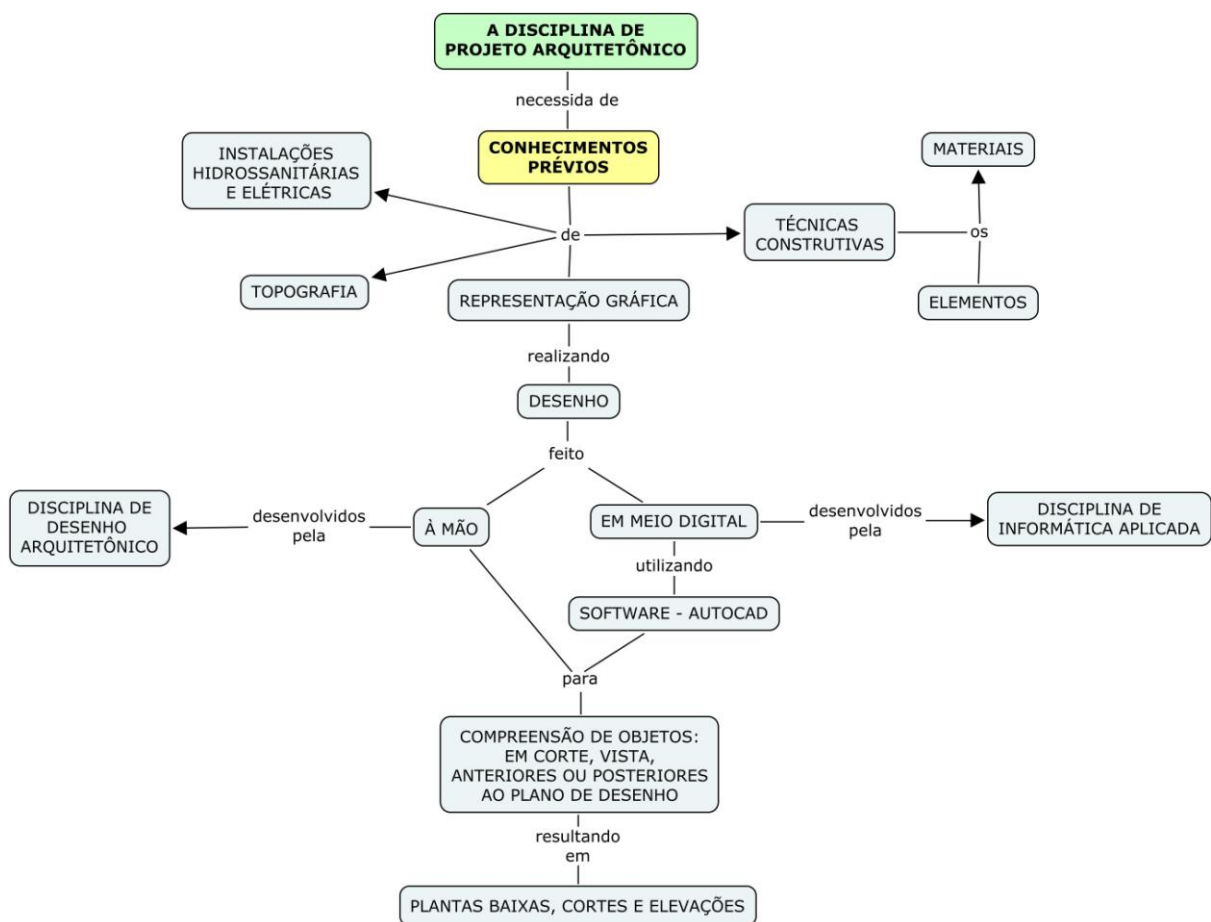 A DISCIPLINA DE
PROJETO ARQUITETÔNICO
necessida de
CONHECIMENTOS
PRÉVIOS
INSTALAÇÕES
HIDROSSANITÁRIAS
E ELÉTRICAS
MATERIAIS
de
TÉCNICAS
CONSTRUTIVAS
os
TOPOGRAFIA
REPRESENTAÇÃO GRÁFICA
ELEMENTOS
realizando
DESENHO
feito
DISCIPLINA DE
DESENHO
ARQUITETÔNICO
desenvolvidos
pela
À MÃO
EM MEIO DIGITAL
desenvolvidos
pela
DISCIPLINA DE
INFORMÁTICA APLICADA
utilizando
SOFTWARE - AUTOCAD
para
COMPREENSÃO DE OBJETOS:
EM CORTE, VISTA,
ANTERIORES OU POSTERIORES
AO PLANO DE DESENHO
resultando
em
PLANTAS BAIXAS, CORTES E ELEVAÇÕES